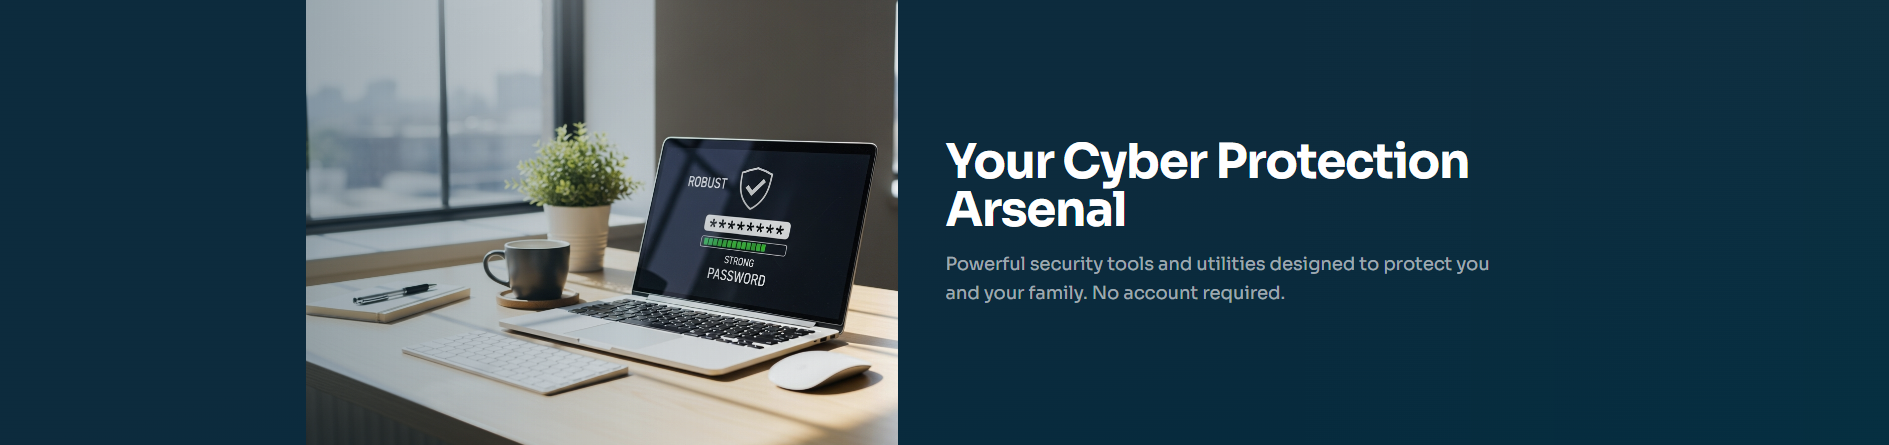 ROBUST
********
STRONG
PASSWORD
Your Cyber Protection
Arsenal
Powerful security tools and utilities designed to protect you
and your family. No account required.